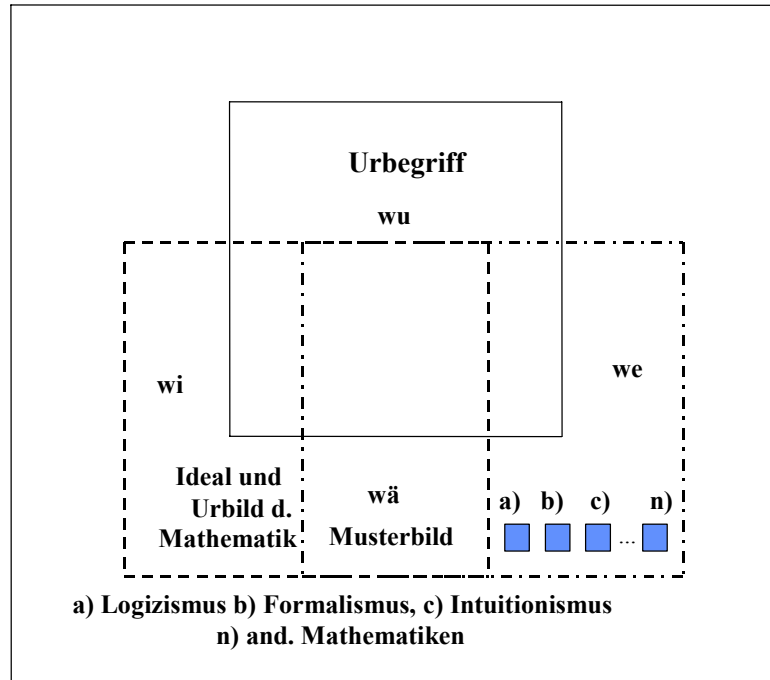 Urbegriff
wu
wi
we
Ideal und
Urbild d.
Mathematik
wä
Musterbild
a) b) c) n)
...
a) Logizismus b) Formalismus, c) Intuitionismus
n) and. Mathematiken